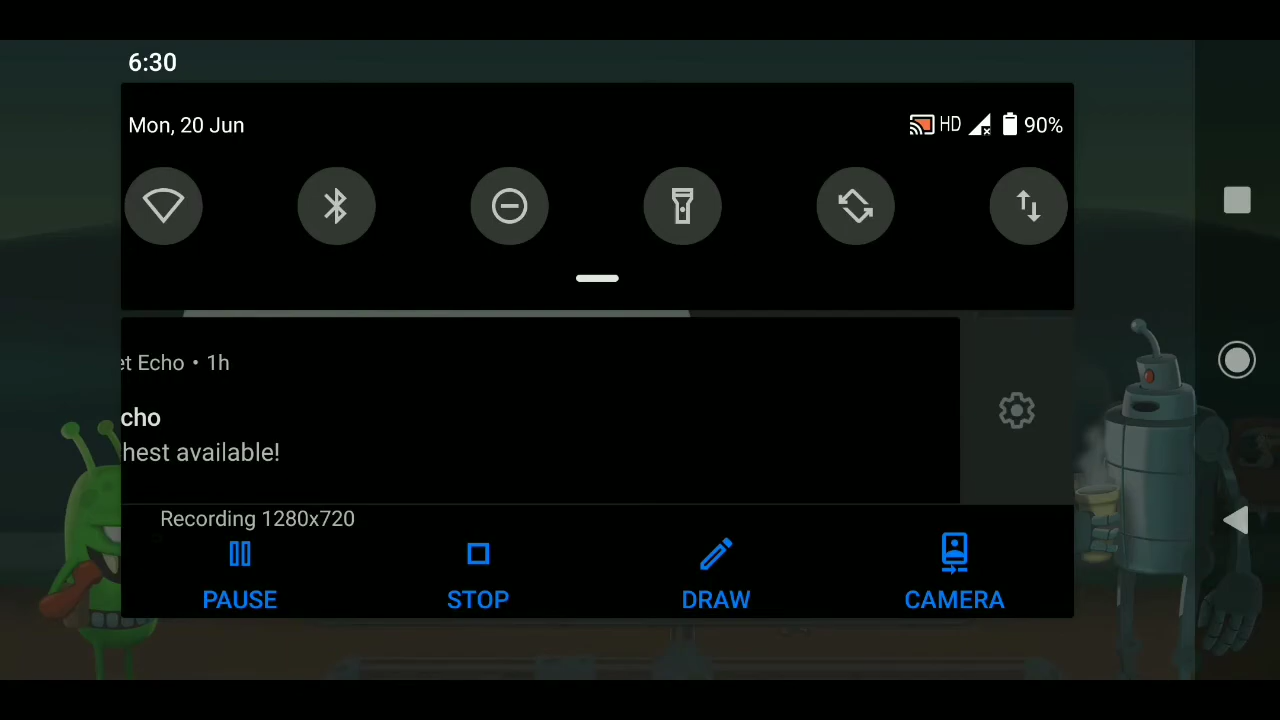 6:30
Mon, 20 Jun
HD 90%
et Echo • 1h
cho
hest available!
Recording 1280x720
PAUSE STOP DRAW CAMERA